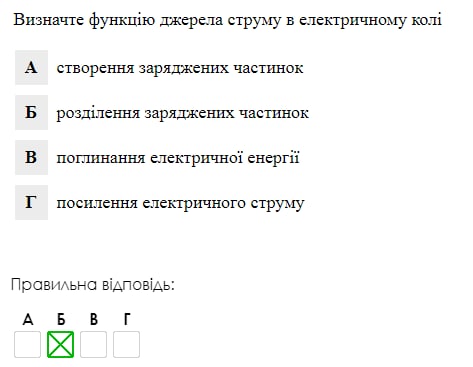 Визначте функцію джерела струму в електричному колі
А створення заряджених частинок
Б розділення заряджених частинок
В поглинання електричної енергії
Г посилення електричного струму
Правильна відповідь:
А Б В Г